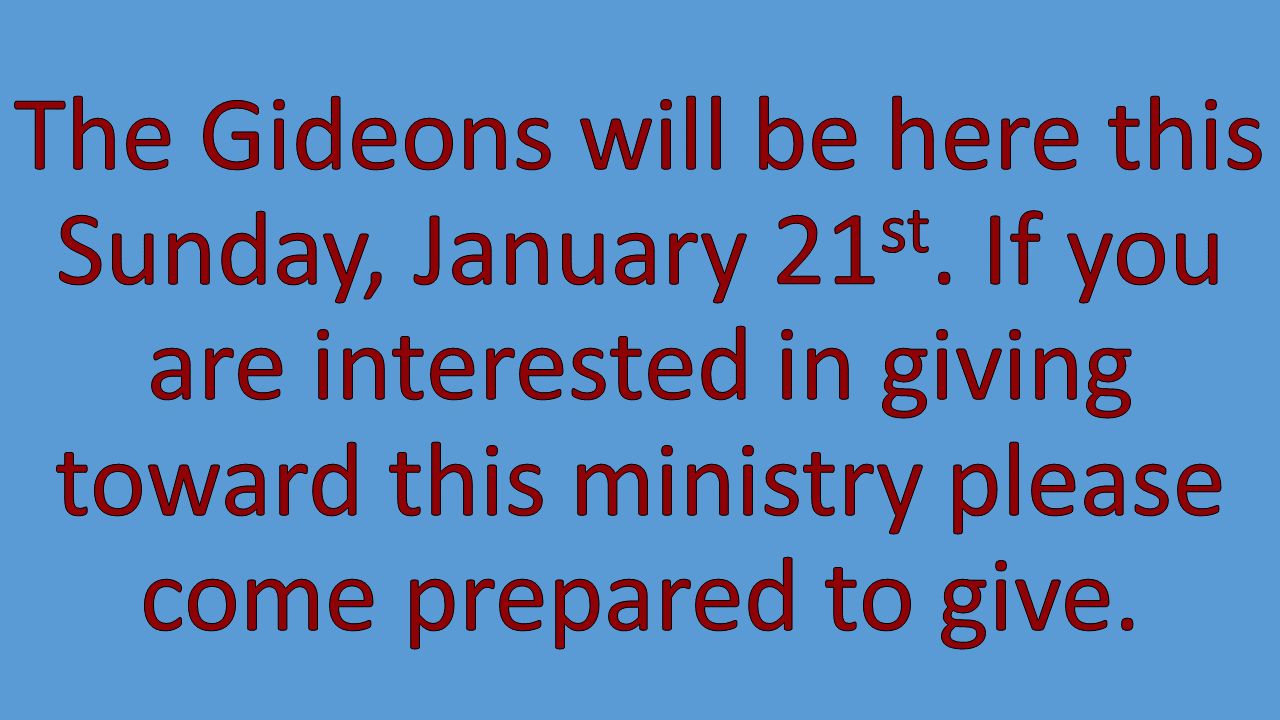 The Gideons will be here this
Sunday, January 21st. If you
are interested in giving
toward this ministry please
come prepared to give.